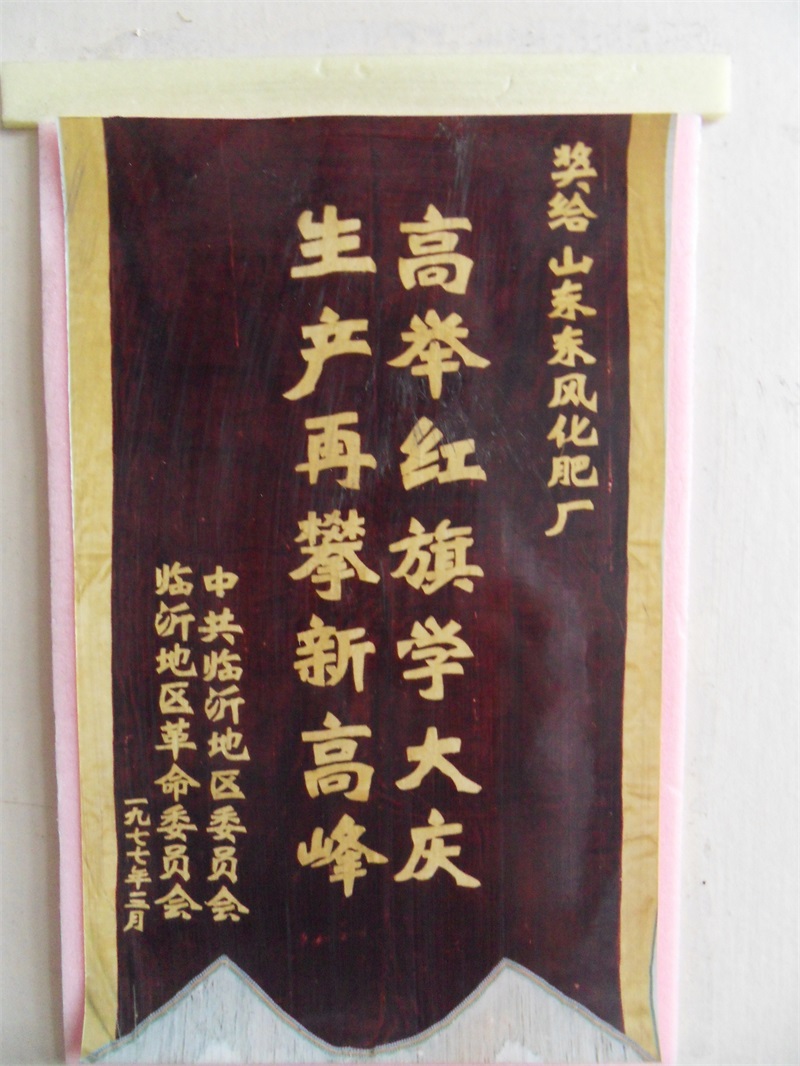 奖给山东东风化肥厂
高举红旗学大庆
生产再攀新高峰
中共临沂地区委员会
临沂地区革命委员会
一九七七年二月